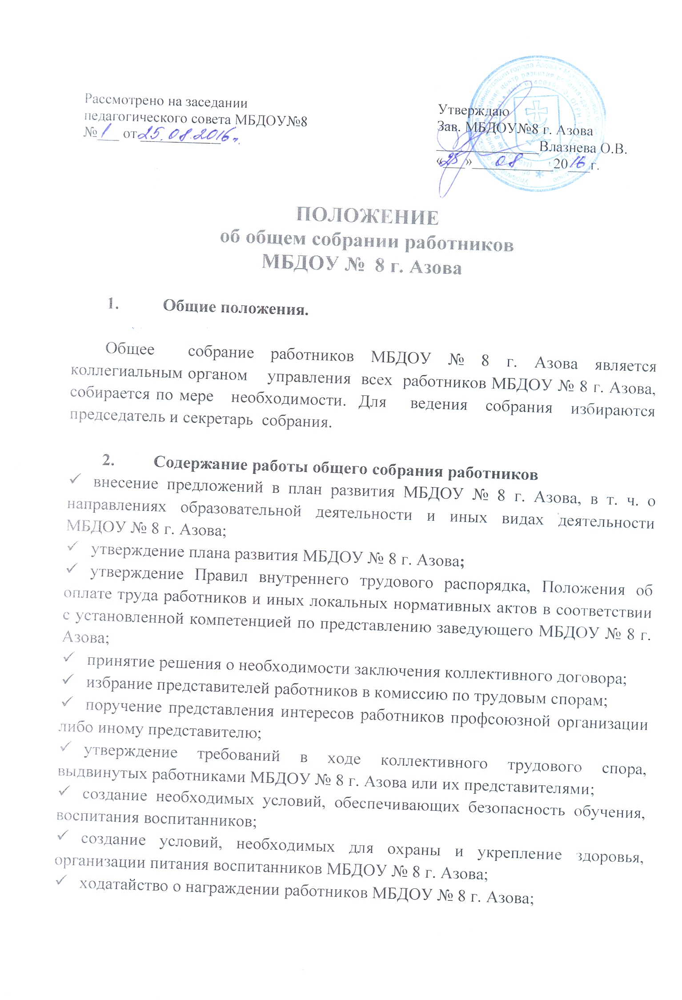 Рассмотрено на заседании
педагогического совета МБДОУ№8
№ 1 от 25.08.2016 г.
Утверждаю
Зав. МБДОУ№8 г. Азова
Влазнева О.В.
«25» 08 2016 г.
ПОЛОЖЕНИЕ
об общем собрании работников
МБДОУ № 8 г. Азова
1. Общие положения.
Общее собрание работников МБДОУ № 8 г. Азова является
коллегиальным органом управления всех работников МБДОУ № 8 г. Азова,
собирается по мере необходимости. Для ведения собрания избираются
председатель и секретарь собрания.
2. Содержание работы общего собрания работников
✓ внесение предложений в план развития МБДОУ № 8 г. Азова, в т. ч. о
направлениях образовательной деятельности и иных видах деятельности
МБДОУ № 8 г. Азова;
✓ утверждение плана развития МБДОУ № 8 г. Азова;
✓ утверждение Правил внутреннего трудового распорядка, Положения об
оплате труда работников и иных локальных нормативных актов в соответствии
с установленной компетенцией по представлению заведующего МБДОУ № 8 г.
Азова;
✓ принятие решения о необходимости заключения коллективного договора;
✓ избрание представителей работников в комиссию по трудовым спорам;
✓ поручение представления интересов работников профсоюзной организации
либо иному представителю;
✓ утверждение требований в ходе коллективного трудового спора,
выдвинутых работниками МБДОУ № 8 г. Азова или их представителями;
✓ создание необходимых условий, обеспечивающих безопасность обучения,
воспитания воспитанников;
✓ создание условий, необходимых для охраны и укрепление здоровья,
организации питания воспитанников МБДОУ № 8 г. Азова;
✓ ходатайство о награждении работников МБДОУ № 8 г. Азова;